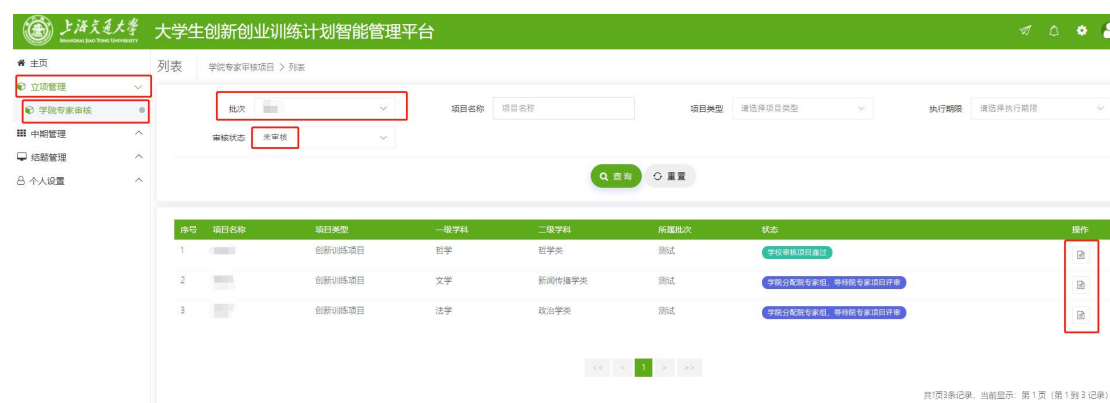 上海交通大学 大学生创新创业训练计划智能管理平台
SHANGHAI JIAO TONG UNIVERSITY
主页
立项管理
学院专家审核
中期管理
结题管理
个人设置
列表 学院专家审核项目 > 列表
批次 项目名称 项目名称 项目类型 请选择项目类型 执行期限 请选择执行期限
审核状态 未审核
查询 重置
序号 项目名称 项目类型 一级学科 二级学科 所属批次 状态 操作
1 创新训练项目 哲学 哲学类 测试 学校审核项目通过
2 创新训练项目 文学 新闻传播学类 测试 学院分配院专家组，等待院专家项目评审
3 创新训练项目 法学 政治学类 测试 学院分配院专家组，等待院专家项目评审
<< < 1 > >>
共1页3条记录，当前显示：第 1 页（第 1 到 3 记录）